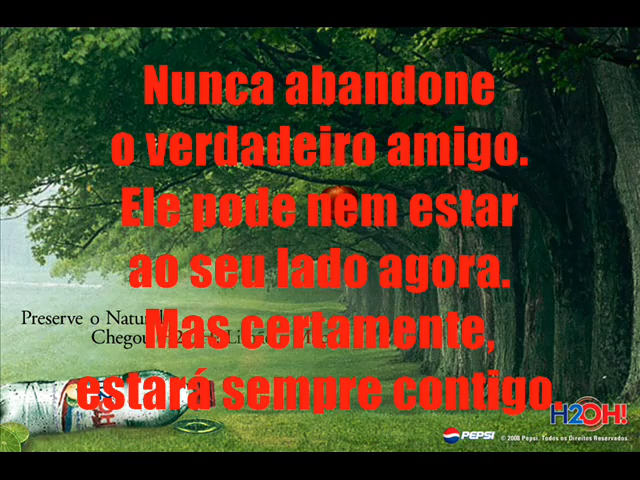 Nunca abandone
o verdadeiro amigo.
Ele pode nem estar
ao seu lado agora.
Mas certamente,
estará sempre contigo
Preserve o Natural
Chegou
H2OH!
PEPSI © 2008 Pepsi. Todos os Direitos Reservados.